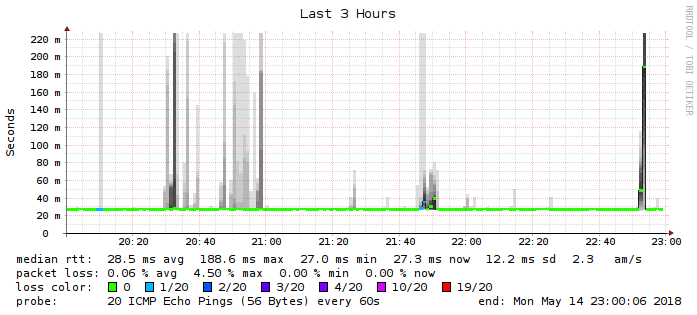 Last 3 Hours
RRDTOOL / TOBI OETIKER
Seconds
220 m
200 m
180 m
160 m
140 m
120 m
100 m
80 m
60 m
40 m
20 m
0
20:20 20:40 21:00 21:20 21:40 22:00 22:20 22:40 23:00
median rtt: 28.5 ms avg 188.6 ms max 27.0 ms min 27.3 ms now 12.2 ms sd 2.3 am/s
packet loss: 0.06 % avg 4.50 % max 0.00 % min 0.00 % now
loss color: 0 1/20 2/20 3/20 4/20 10/20 19/20
probe: 20 ICMP Echo Pings (56 Bytes) every 60s end: Mon May 14 23:00:06 2018